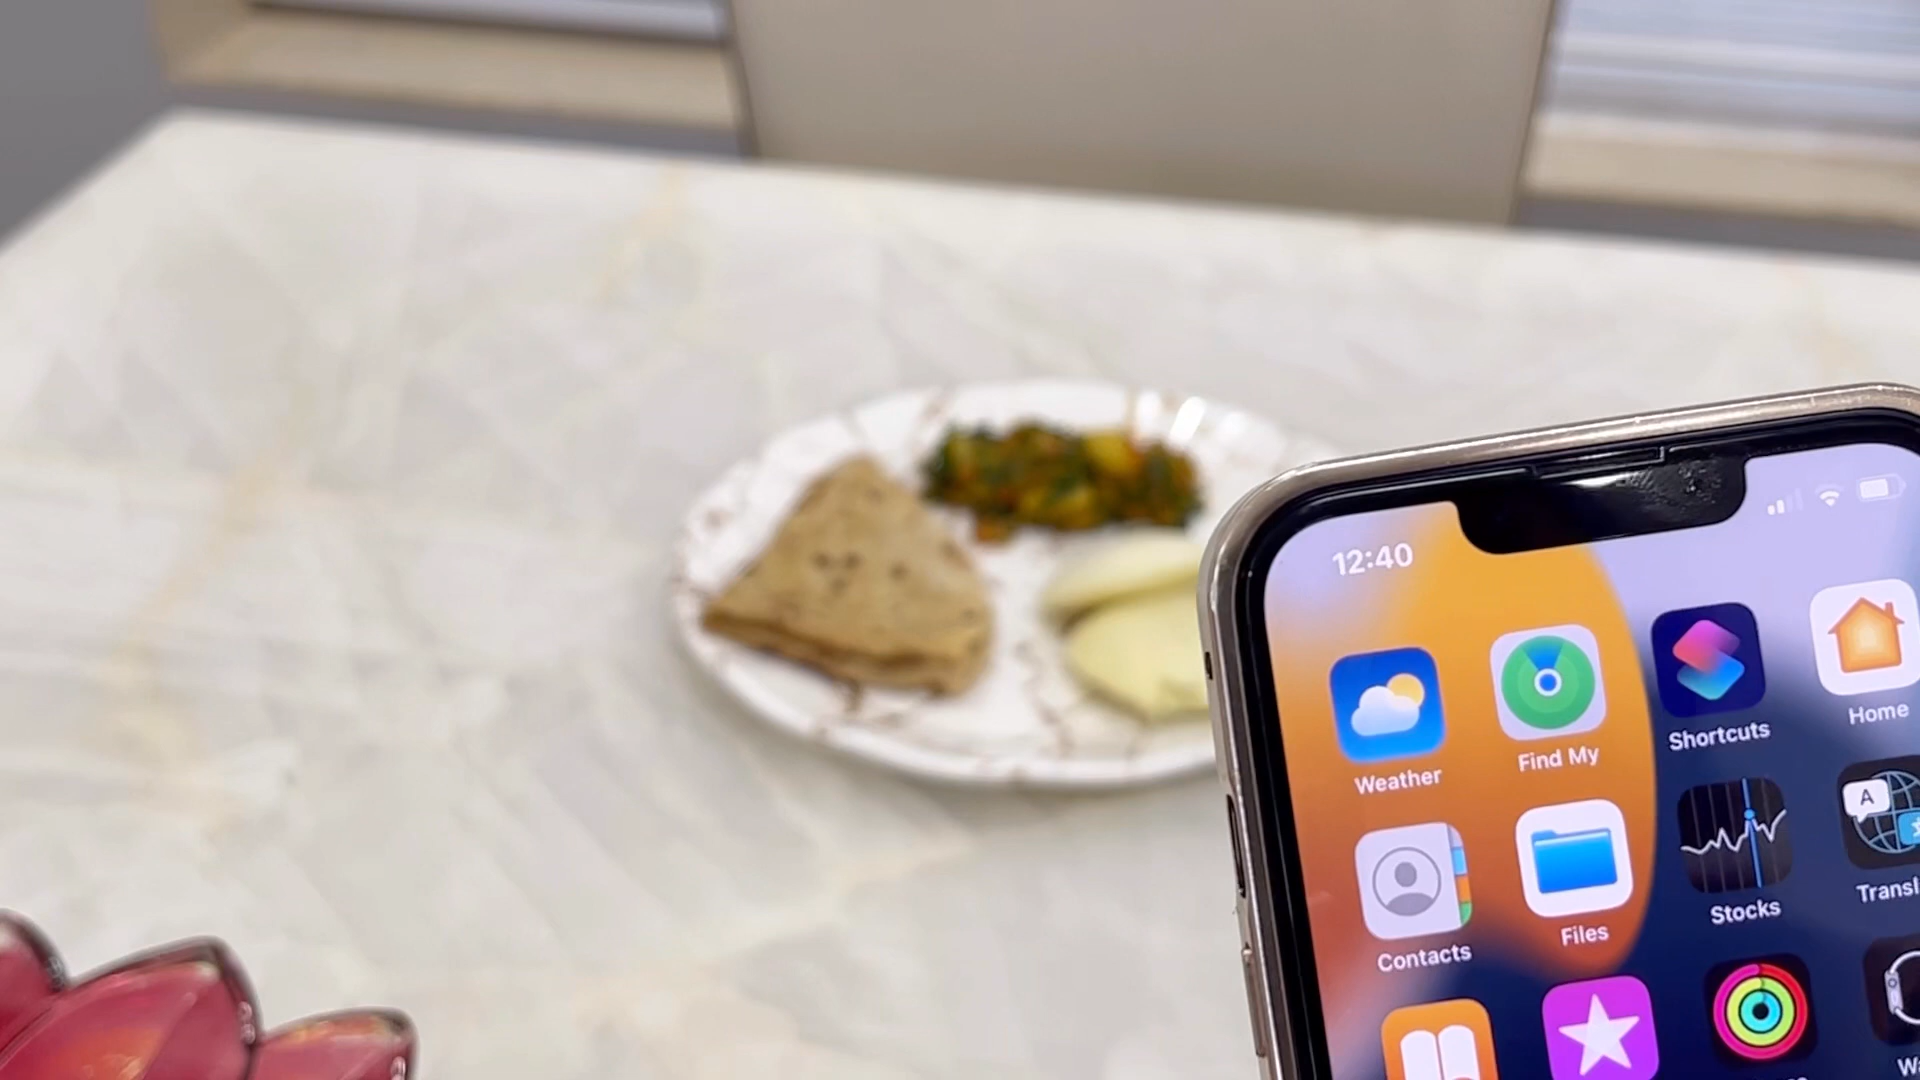 12:40
Weather
Find My
Shortcuts
Home
Contacts
Files
Stocks
A
Transl